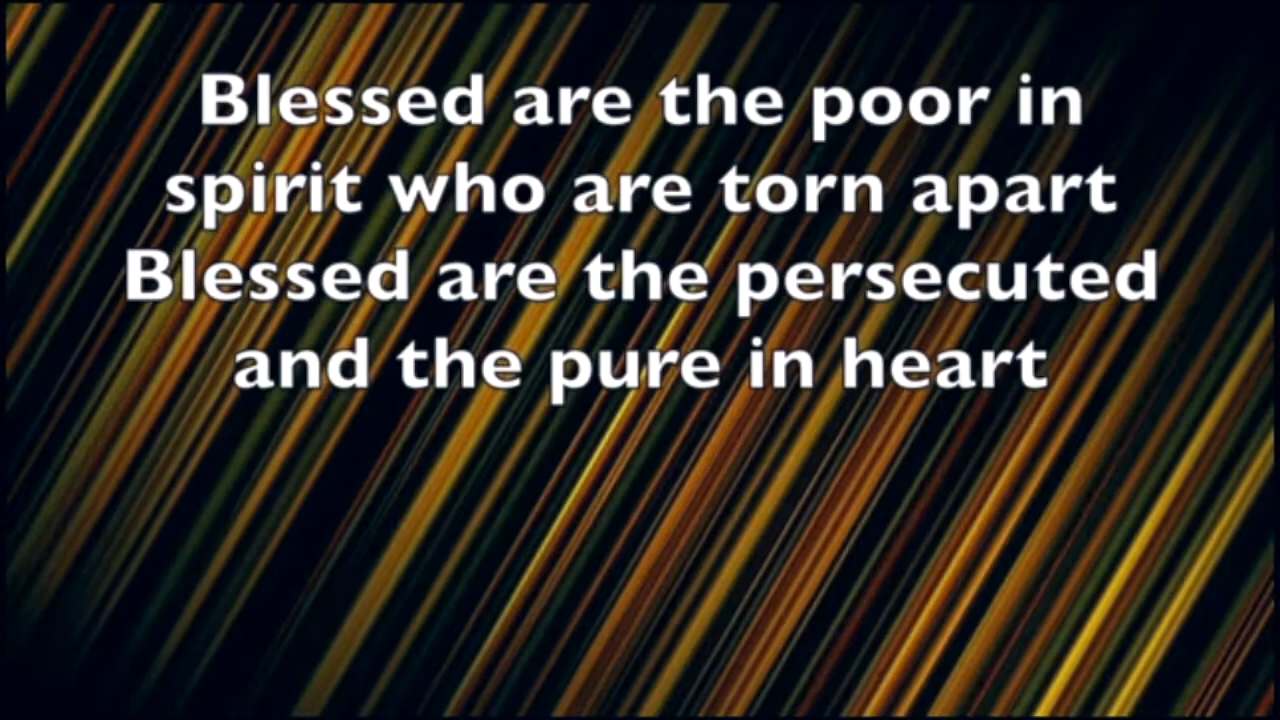 Blessed are the poor in
spirit who are torn apart
Blessed are the persecuted
and the pure in heart